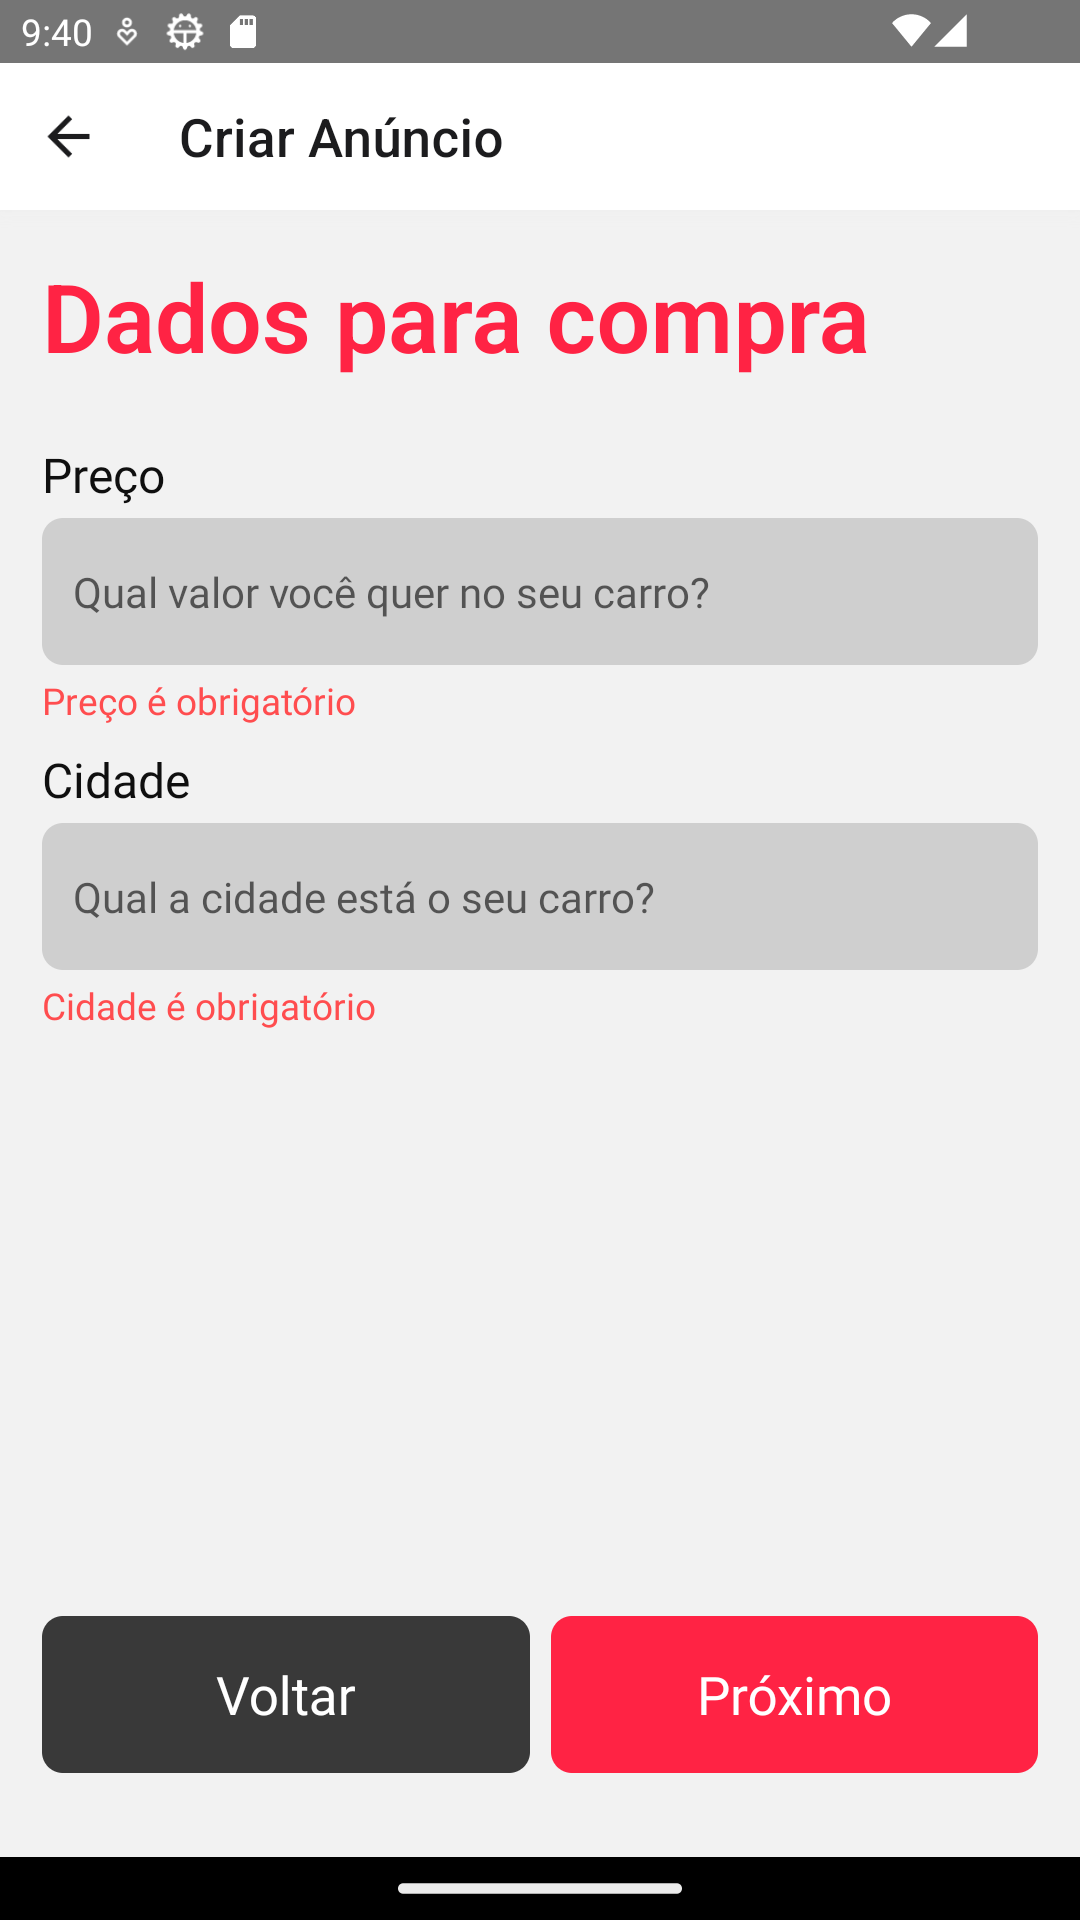 9:40
Criar Anúncio
Dados para compra
Preço
Qual valor você quer no seu carro?
Preço é obrigatório
Cidade
Qual a cidade está o seu carro?
Cidade é obrigatório
Voltar
Próximo